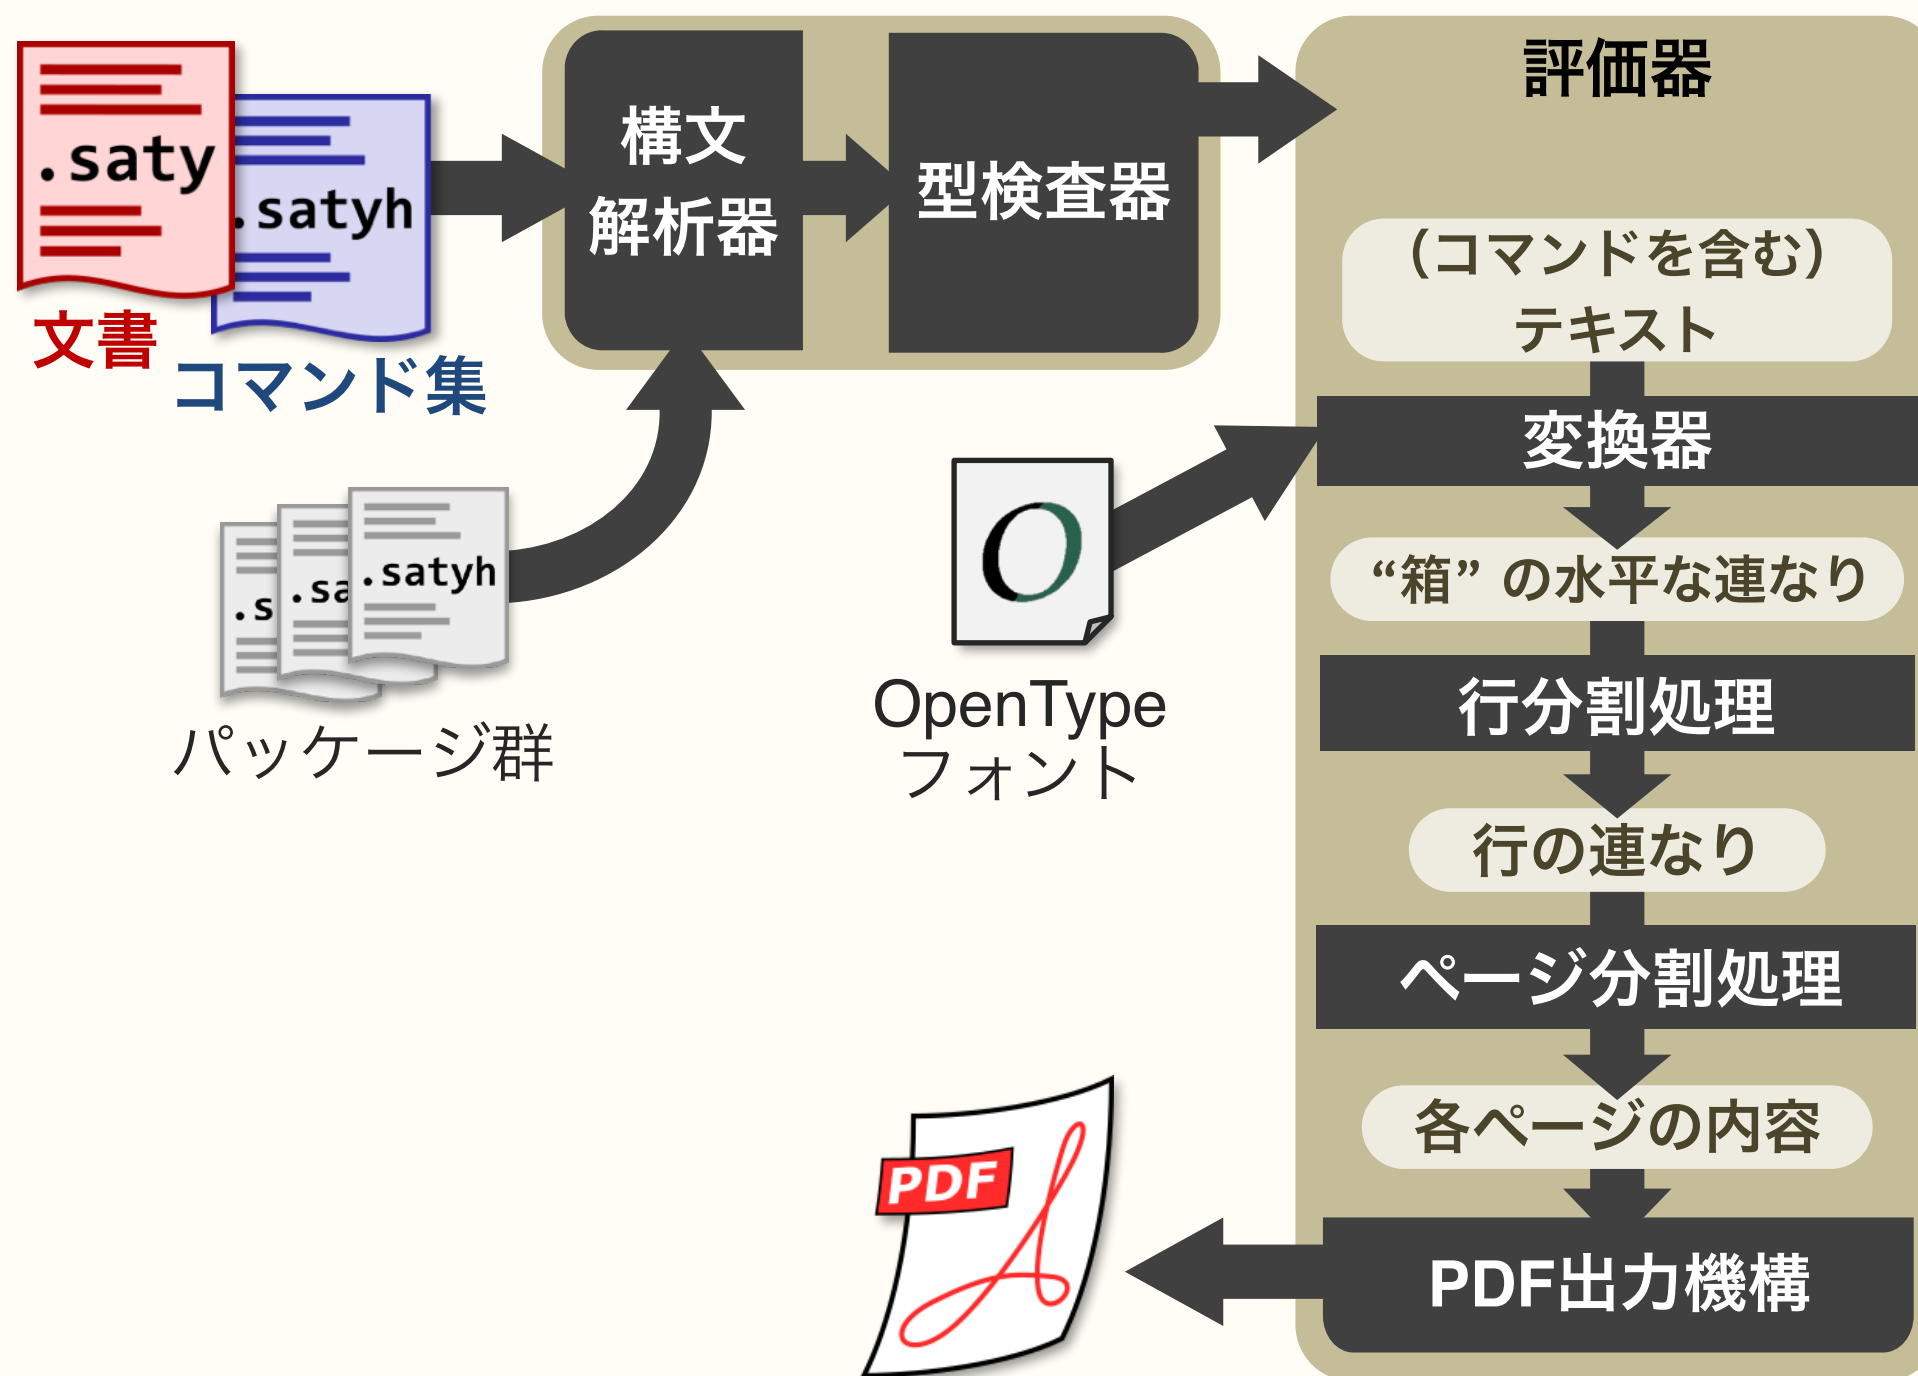 .saty
.satyh
文書
コマンド集
構文
解析器
型検査器
評価器
（コマンドを含む）
テキスト
変換器
“箱” の水平な連なり
行分割処理
行の連なり
ページ分割処理
各ページの内容
PDF出力機構
.s
.sa
.satyh
パッケージ群
O
OpenType
フォント
PDF